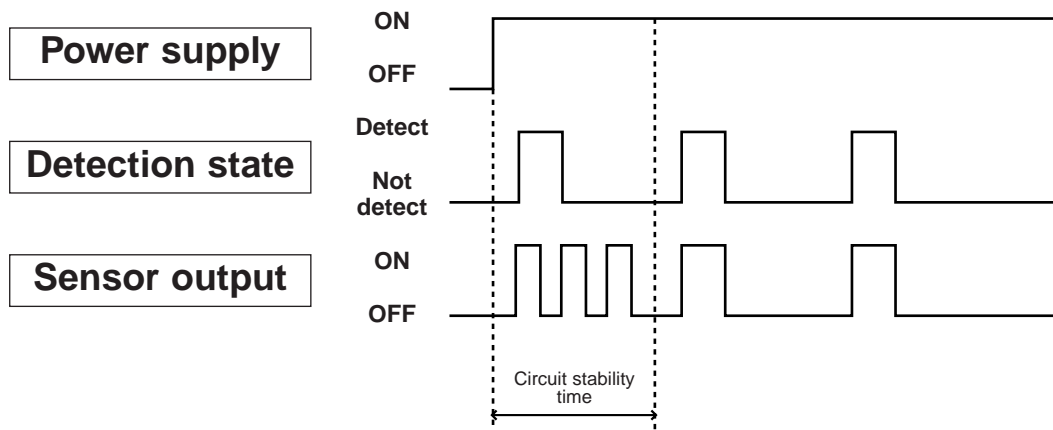 Power supply
ON
OFF
Detection state
Detect
Not
detect
Sensor output
ON
OFF
Circuit stability
time